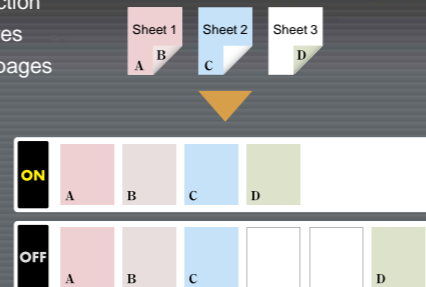 ction
es
pages
Sheet 1 Sheet 2 Sheet 3
A B C D
ON
A B C D
OFF
A B C D